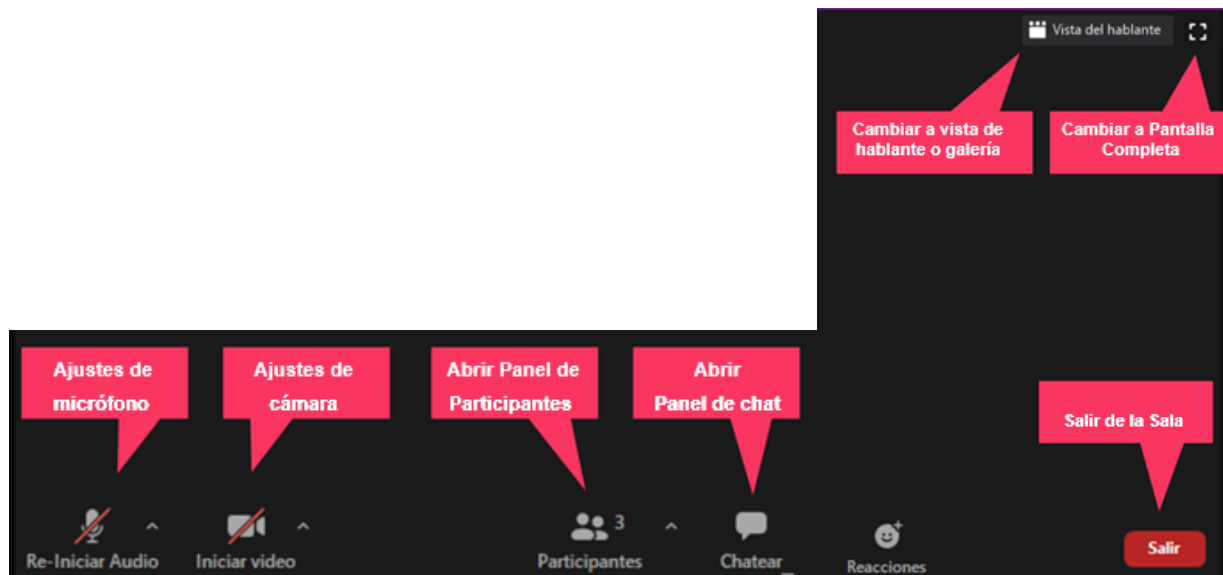 Vista del hablante
Cambiar a vista de
hablante o galería
Cambiar a Pantalla
Completa
Ajustes de
micrófono
Ajustes de
cámara
Abrir Panel de
Participantes
Abrir
Panel de chat
Salir de la Sala
Re-Iniciar Audio
Iniciar video
3
Participantes
Chatear
Reacciones
Salir